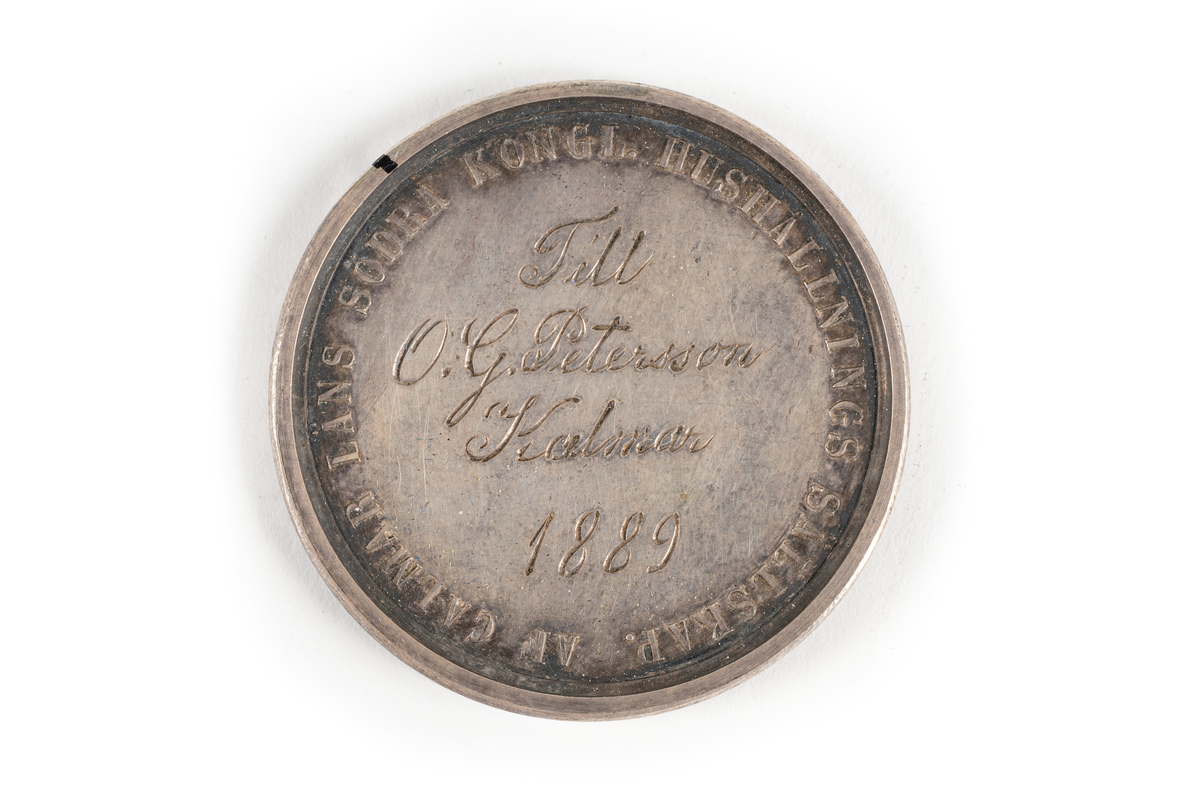 AF CALMAR LÄNS SÖDRA KONGL. HUSHÅLLNINGS SÄLLSKAP.
Till
O. G. Petersson
Kalmar
1889